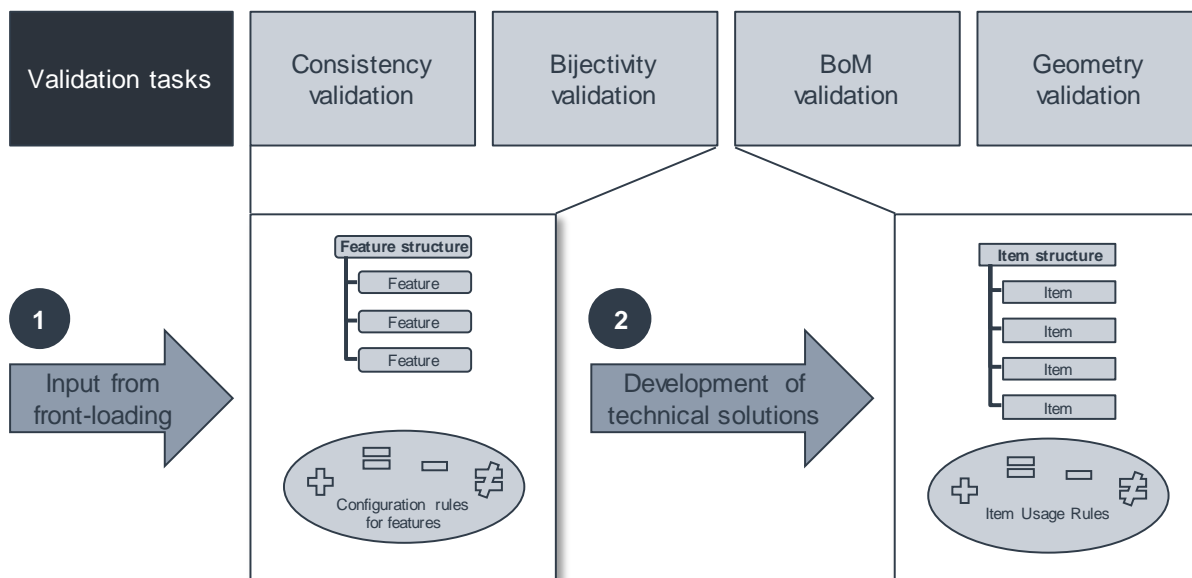 Validation tasks
Consistency
validation
Bijectivity
validation
BoM
validation
Geometry
validation
1
Input from
front-loading
Feature structure
Feature
Feature
Feature
Configuration rules
for features
2
Development of
technical solutions
Item structure
Item
Item
Item
Item
Item Usage Rules